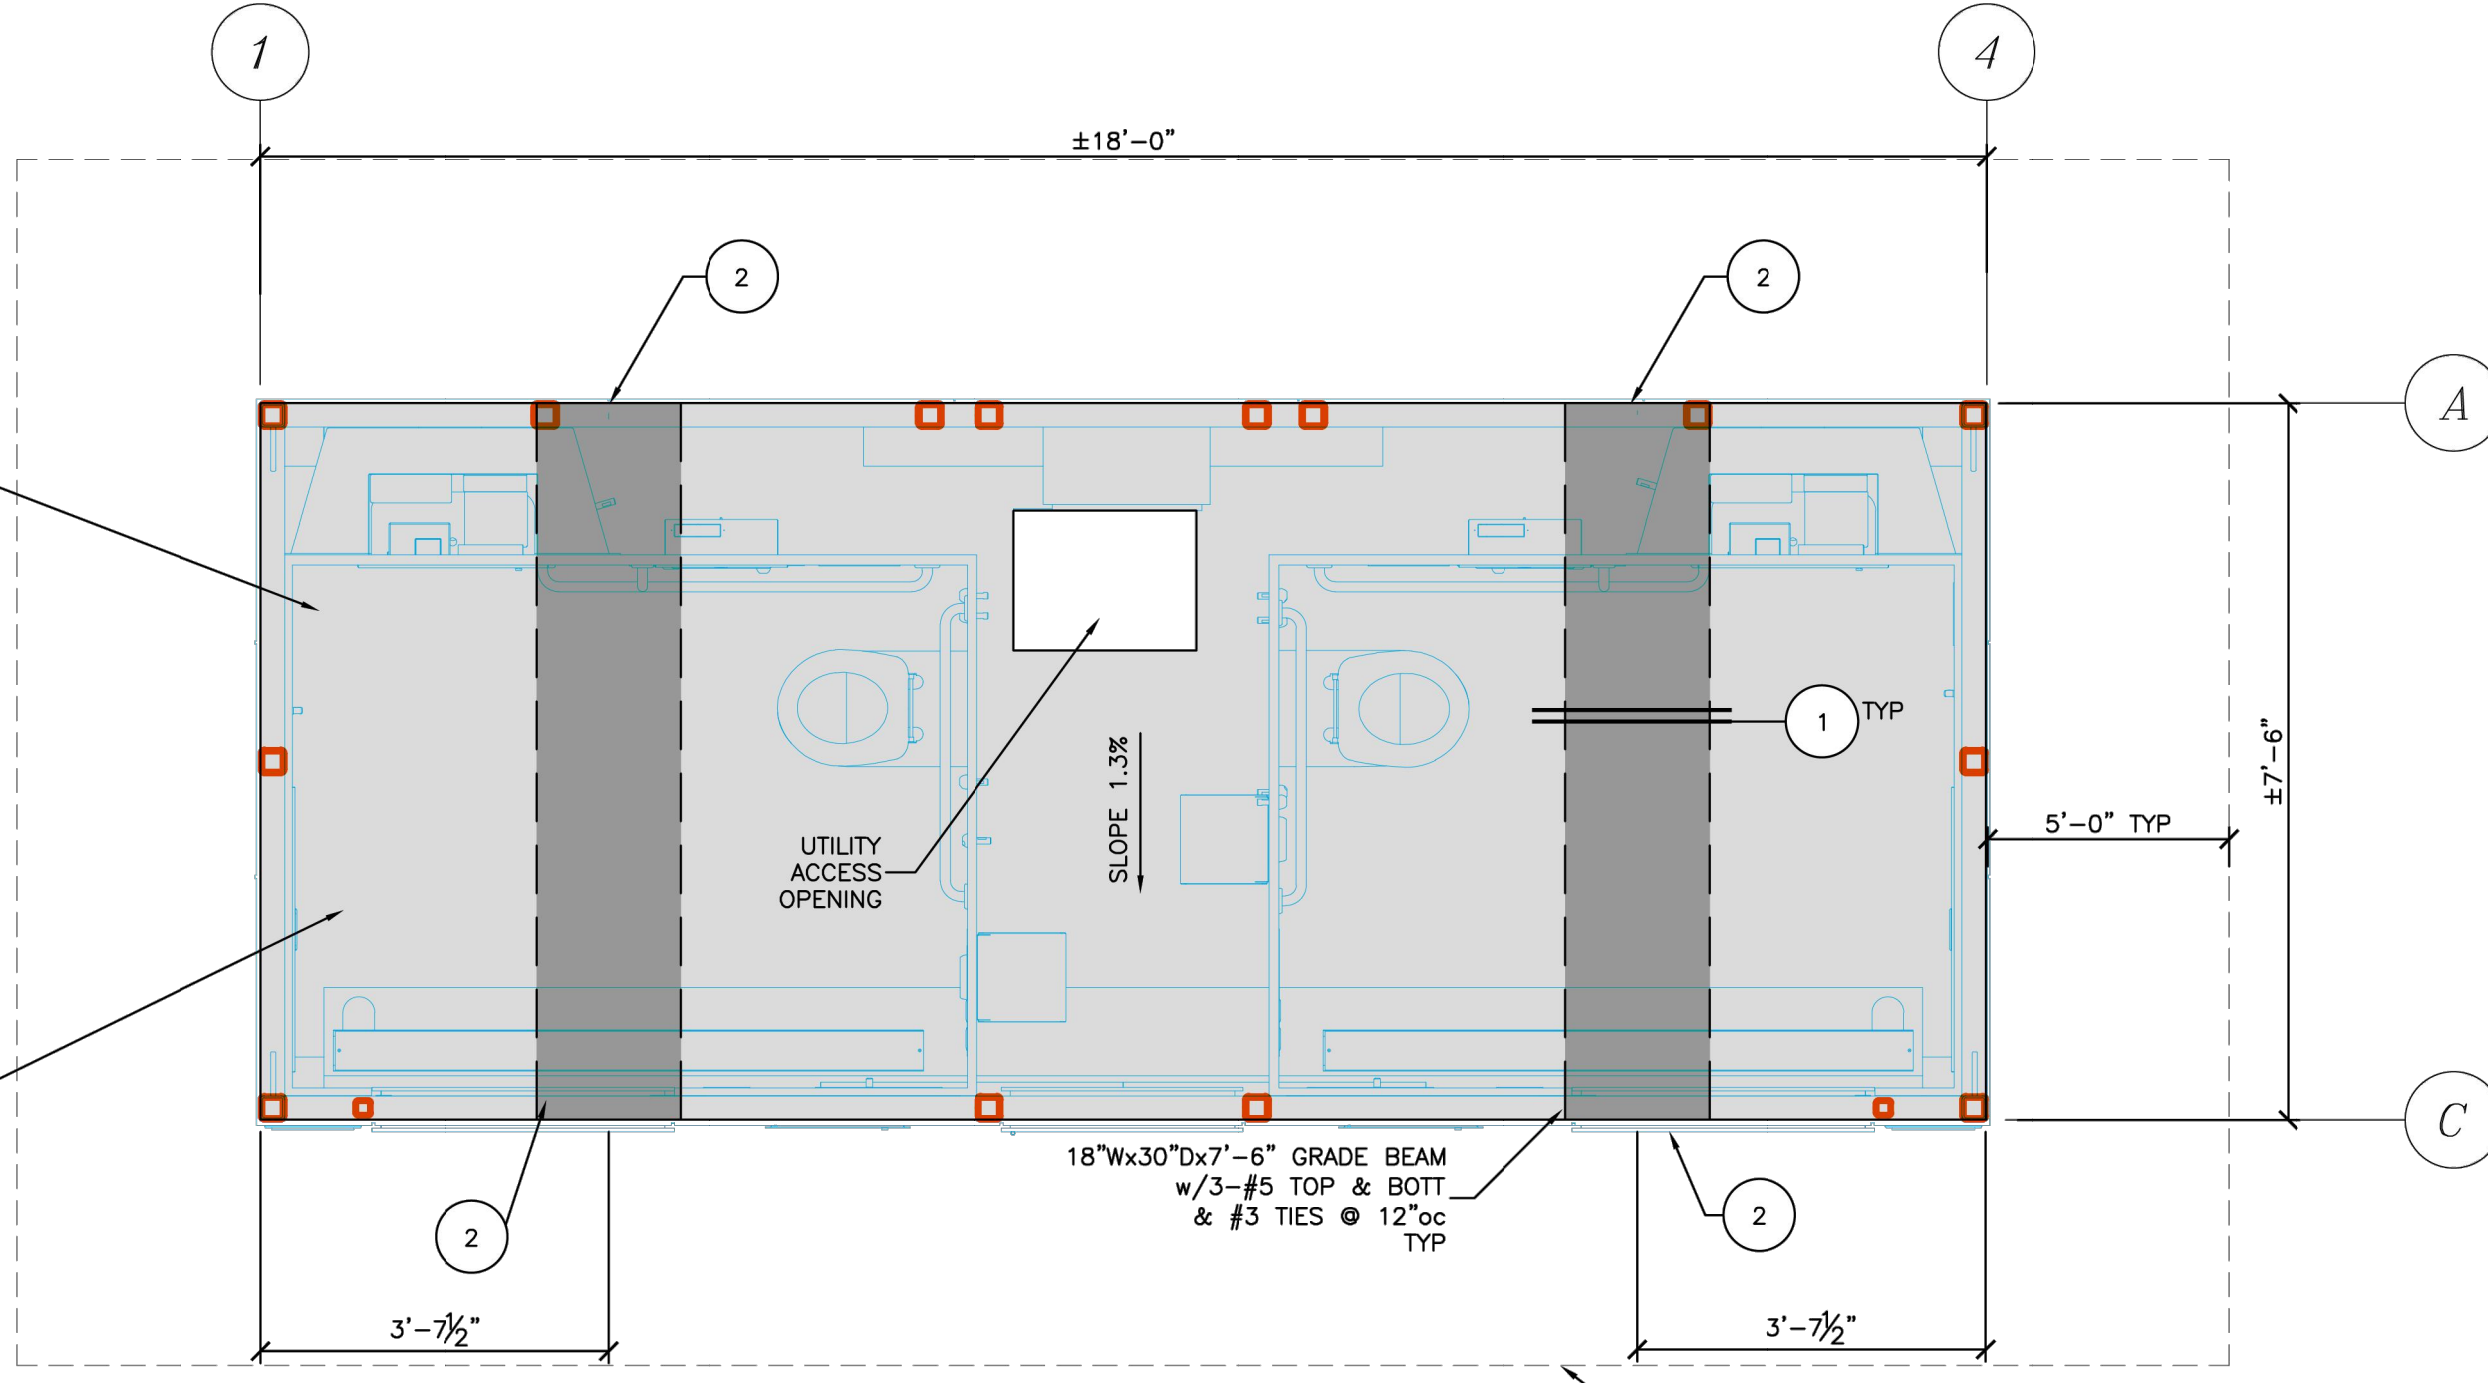 1
4
±18'-0"
2
2
A
1
TYP
±7'-6"
SLOPE 1.3%
5'-0" TYP
UTILITY
ACCESS
OPENING
C
18"Wx30"Dx7'-6" GRADE BEAM
w/3-#5 TOP & BOTT
& #3 TIES @ 12"oc
TYP
2
2
3'-7½"
3'-7½"